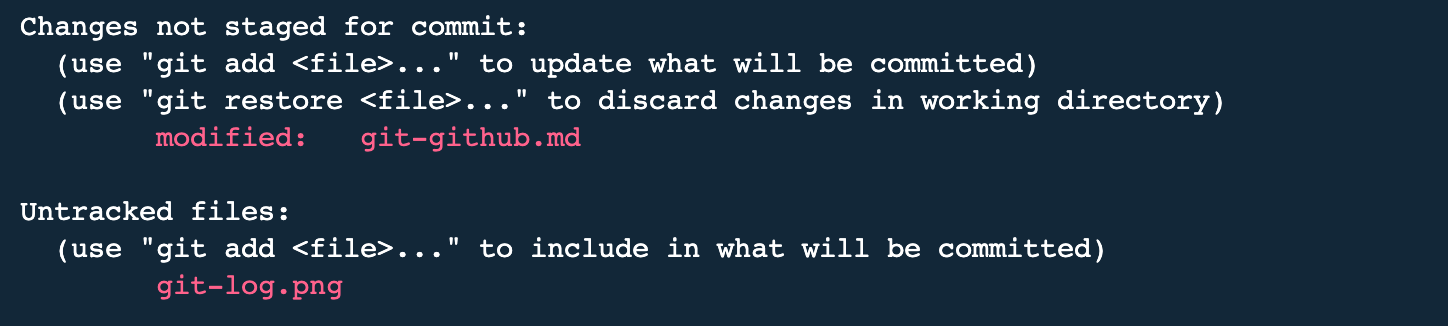 Changes not staged for commit:
  (use "git add <file>..." to update what will be committed)
  (use "git restore <file>..." to discard changes in working directory)
        modified:   git-github.md

Untracked files:
  (use "git add <file>..." to include in what will be committed)
        git-log.png